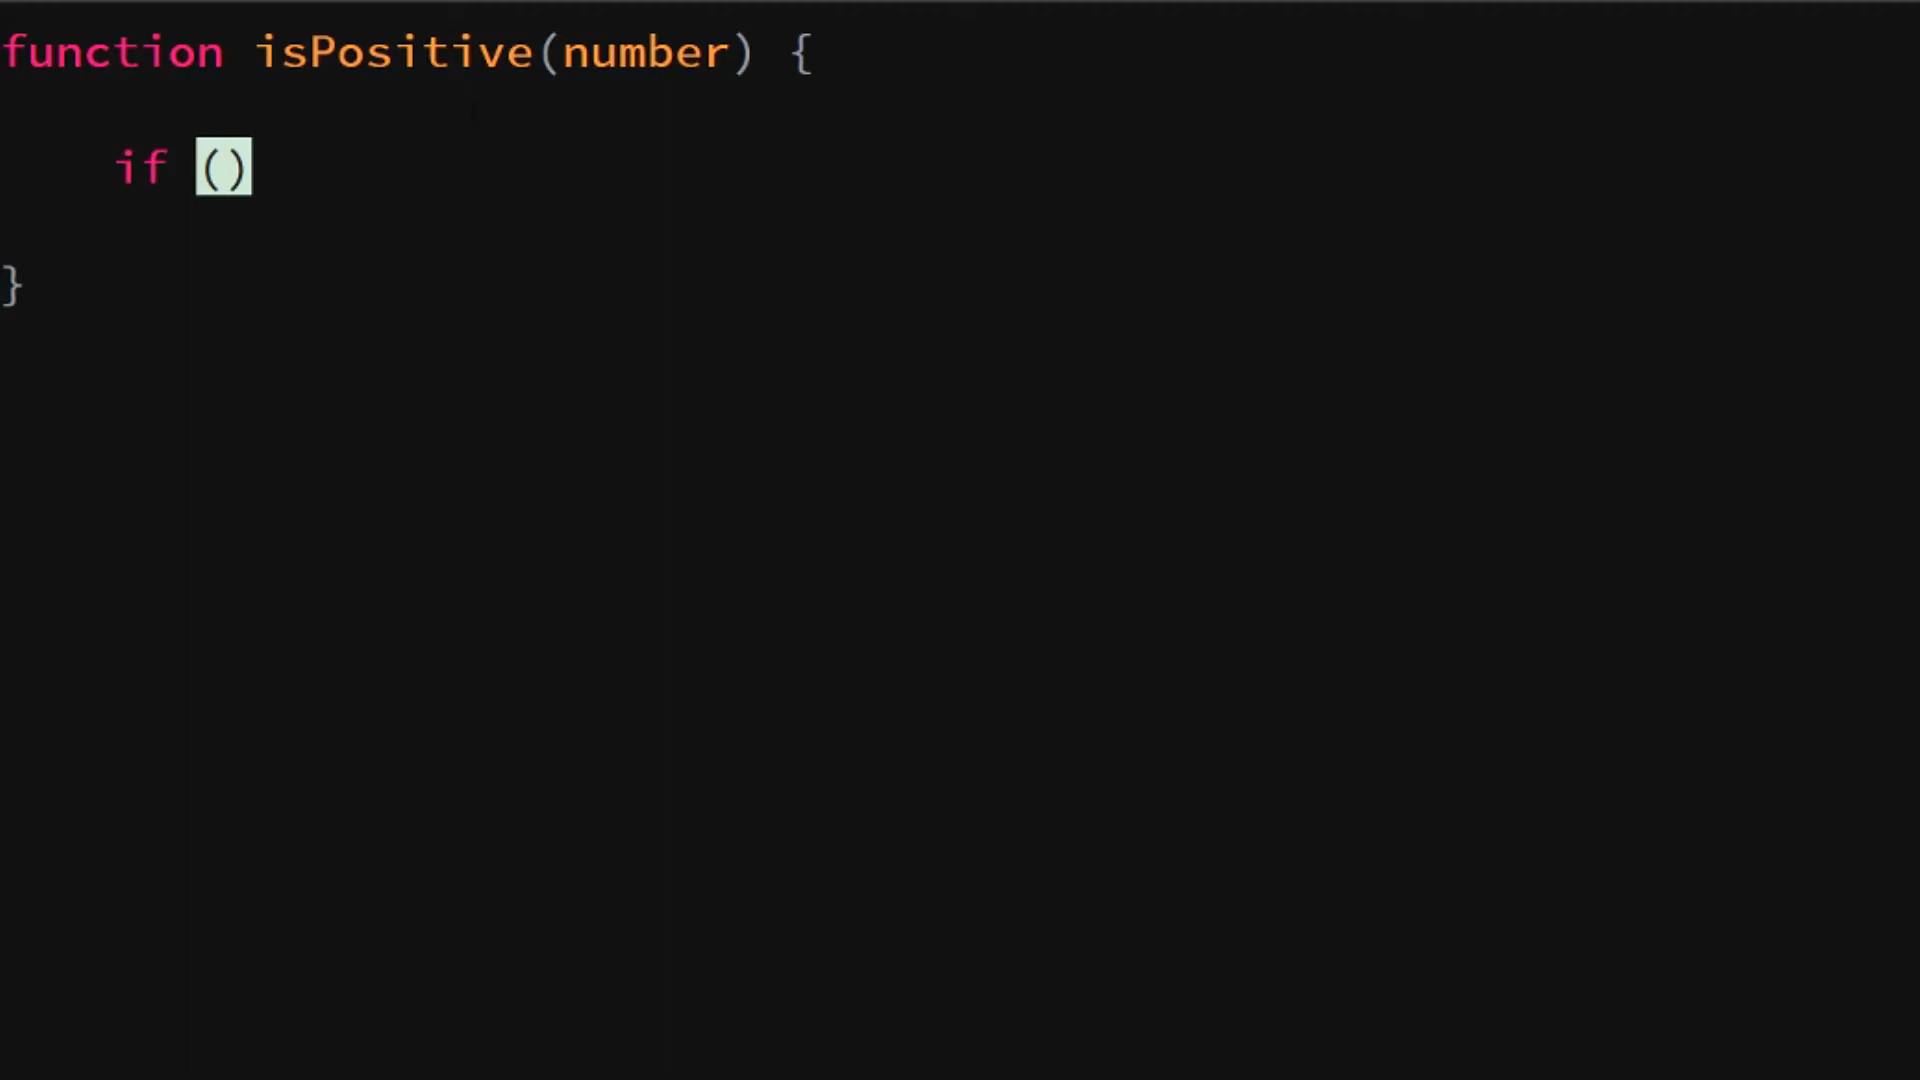 function isPositive(number) {
if ()
}